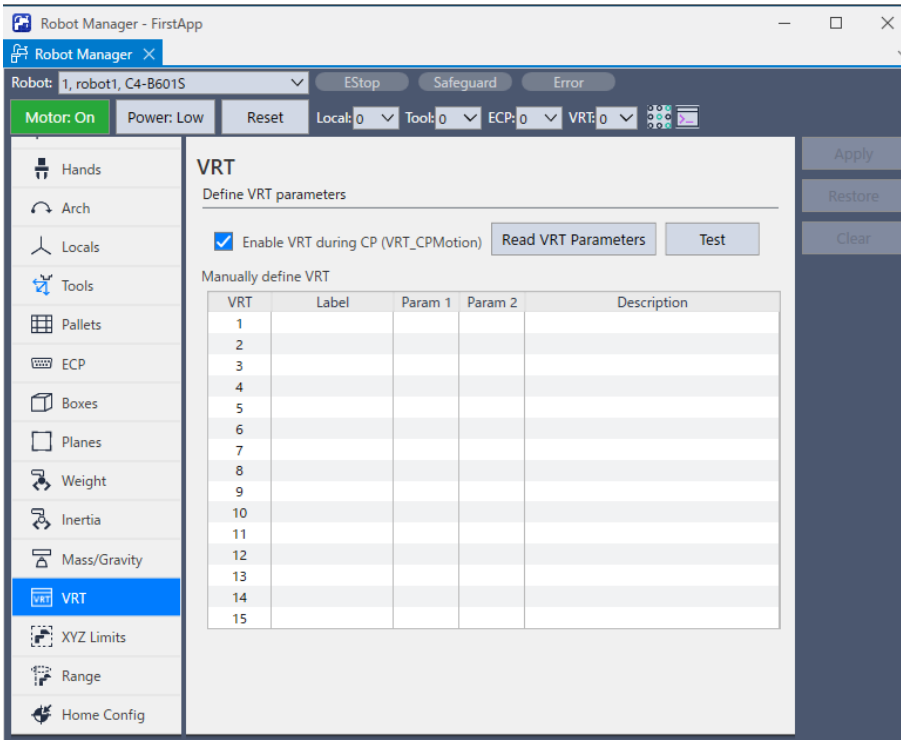 Robot Manager - FirstApp
Robot Manager
Robot: 1, robot1, C4-B601S EStop Safeguard Error
Motor: On Power: Low Reset Local: 0 Tool: 0 ECP: 0 VRT: 0
Hands
Arch
Locals
Tools
Pallets
ECP
Boxes
Planes
Weight
Inertia
Mass/Gravity
VRT VRT
XYZ Limits
Range
Home Config
VRT
Define VRT parameters
Enable VRT during CP (VRT_CPMotion) Read VRT Parameters Test
Manually define VRT
VRT Label Param 1 Param 2 Description
1
2
3
4
5
6
7
8
9
10
11
12
13
14
15
Apply
Restore
Clear